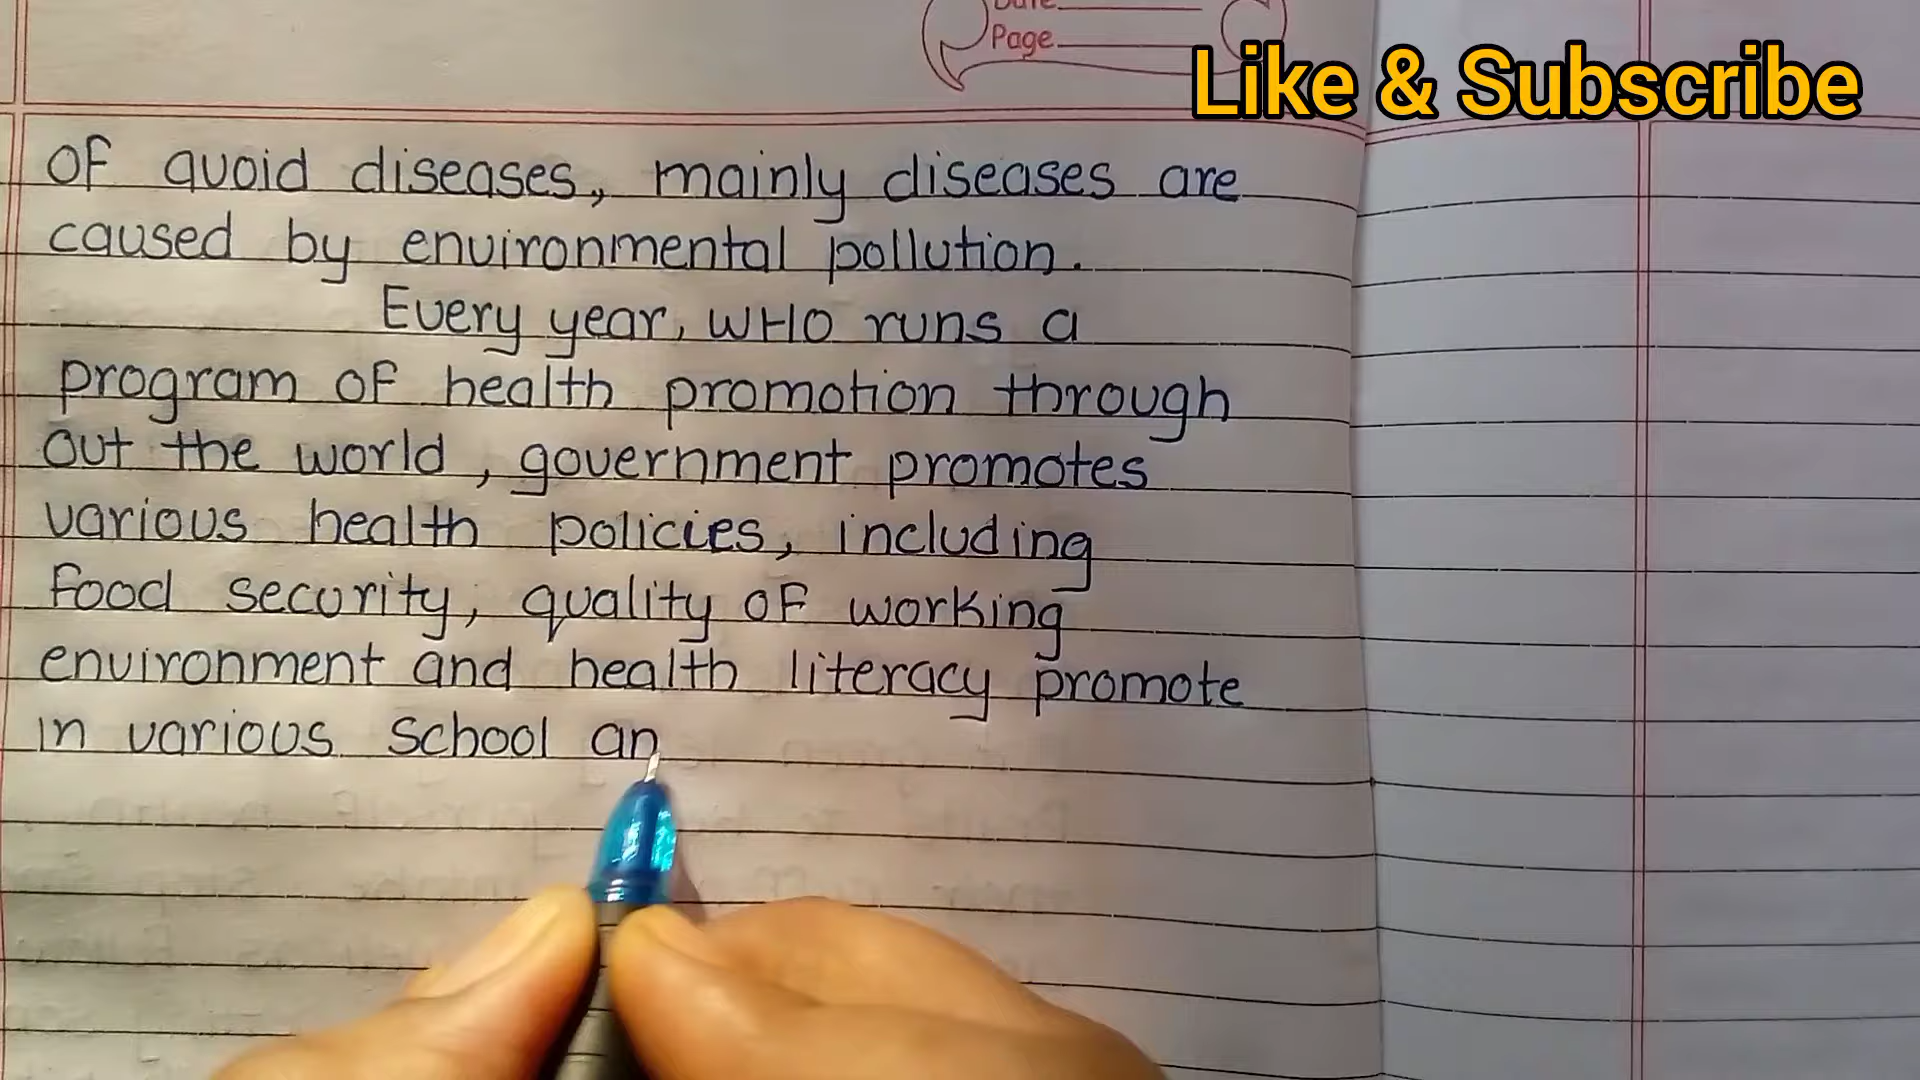 Date
Page
Like & Subscribe
of avoid diseases, mainly diseases are
caused by environmental pollution.
Every year, WHO runs a
program of health promotion through
out the world, government promotes
various health policies, including
food security, quality of working
environment and health literacy promote
in various school an